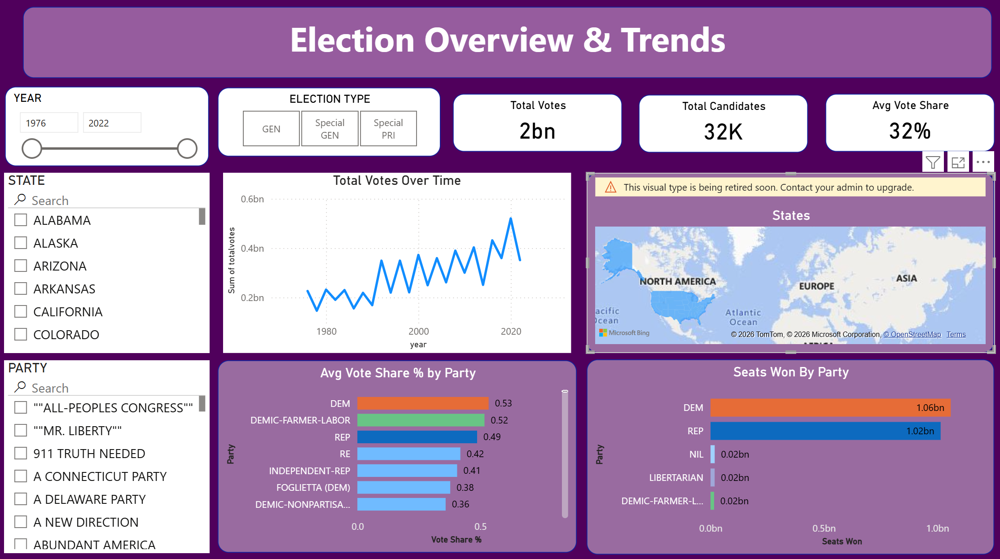 Election Overview & Trends
YEAR
1976
2022
ELECTION TYPE
GEN
Special
GEN
Special
PRI
Total Votes
2bn
Total Candidates
32K
Avg Vote Share
32%
STATE
Search
ALABAMA
ALASKA
ARIZONA
ARKANSAS
CALIFORNIA
COLORADO
Total Votes Over Time
Sum of totalvotes
0.6bn
0.4bn
0.2bn
1980
2000
2020
year
This visual type is being retired soon. Contact your admin to upgrade.
States
NORTH AMERICA
EUROPE
ASIA
acific
Ocean
Atlantic
Ocean
AFRICA
Microsoft Bing
© 2026 TomTom, © 2026 Microsoft Corporation, © OpenStreetMap Terms
PARTY
Search
""ALL-PEOPLES CONGRESS""
""MR. LIBERTY""
911 TRUTH NEEDED
A CONNECTICUT PARTY
A DELAWARE PARTY
A NEW DIRECTION
ABUNDANT AMERICA
Avg Vote Share % by Party
Party
DEM 0.53
DEMIC-FARMER-LABOR 0.52
REP 0.49
RE 0.42
INDEPENDENT-REP 0.41
FOGLIETTA (DEM) 0.38
DEMIC-NONPARTISA... 0.36
0.0
0.5
Vote Share %
Seats Won By Party
Party
DEM 1.06bn
REP 1.02bn
NIL 0.02bn
LIBERTARIAN 0.02bn
DEMIC-FARMER-L... 0.02bn
0.0bn
0.5bn
1.0bn
Seats Won